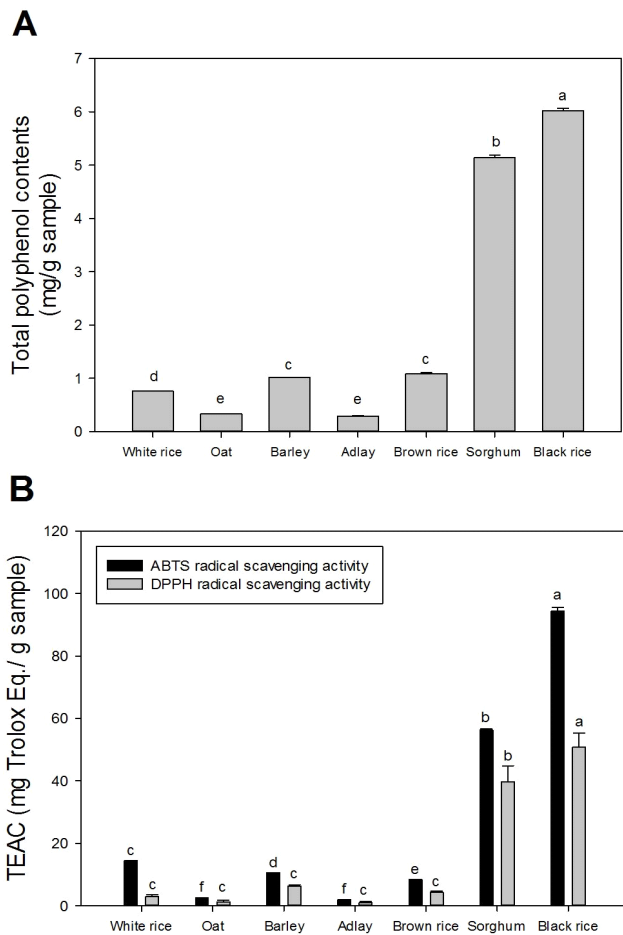 A
Total polyphenol contents
(mg/g sample)
7
6
5
4
3
2
1
0
d
e
c
e
c
b
a
White rice
Oat
Barley
Adlay
Brown rice
Sorghum
Black rice
B
TEAC (mg Trolox Eq./ g sample)
120
100
80
60
40
20
0
ABTS radical scavenging activity
DPPH radical scavenging activity
c
c
f
c
d
c
f
c
e
c
b
b
a
a
White rice
Oat
Barley
Adlay
Brown rice
Sorghum
Black rice